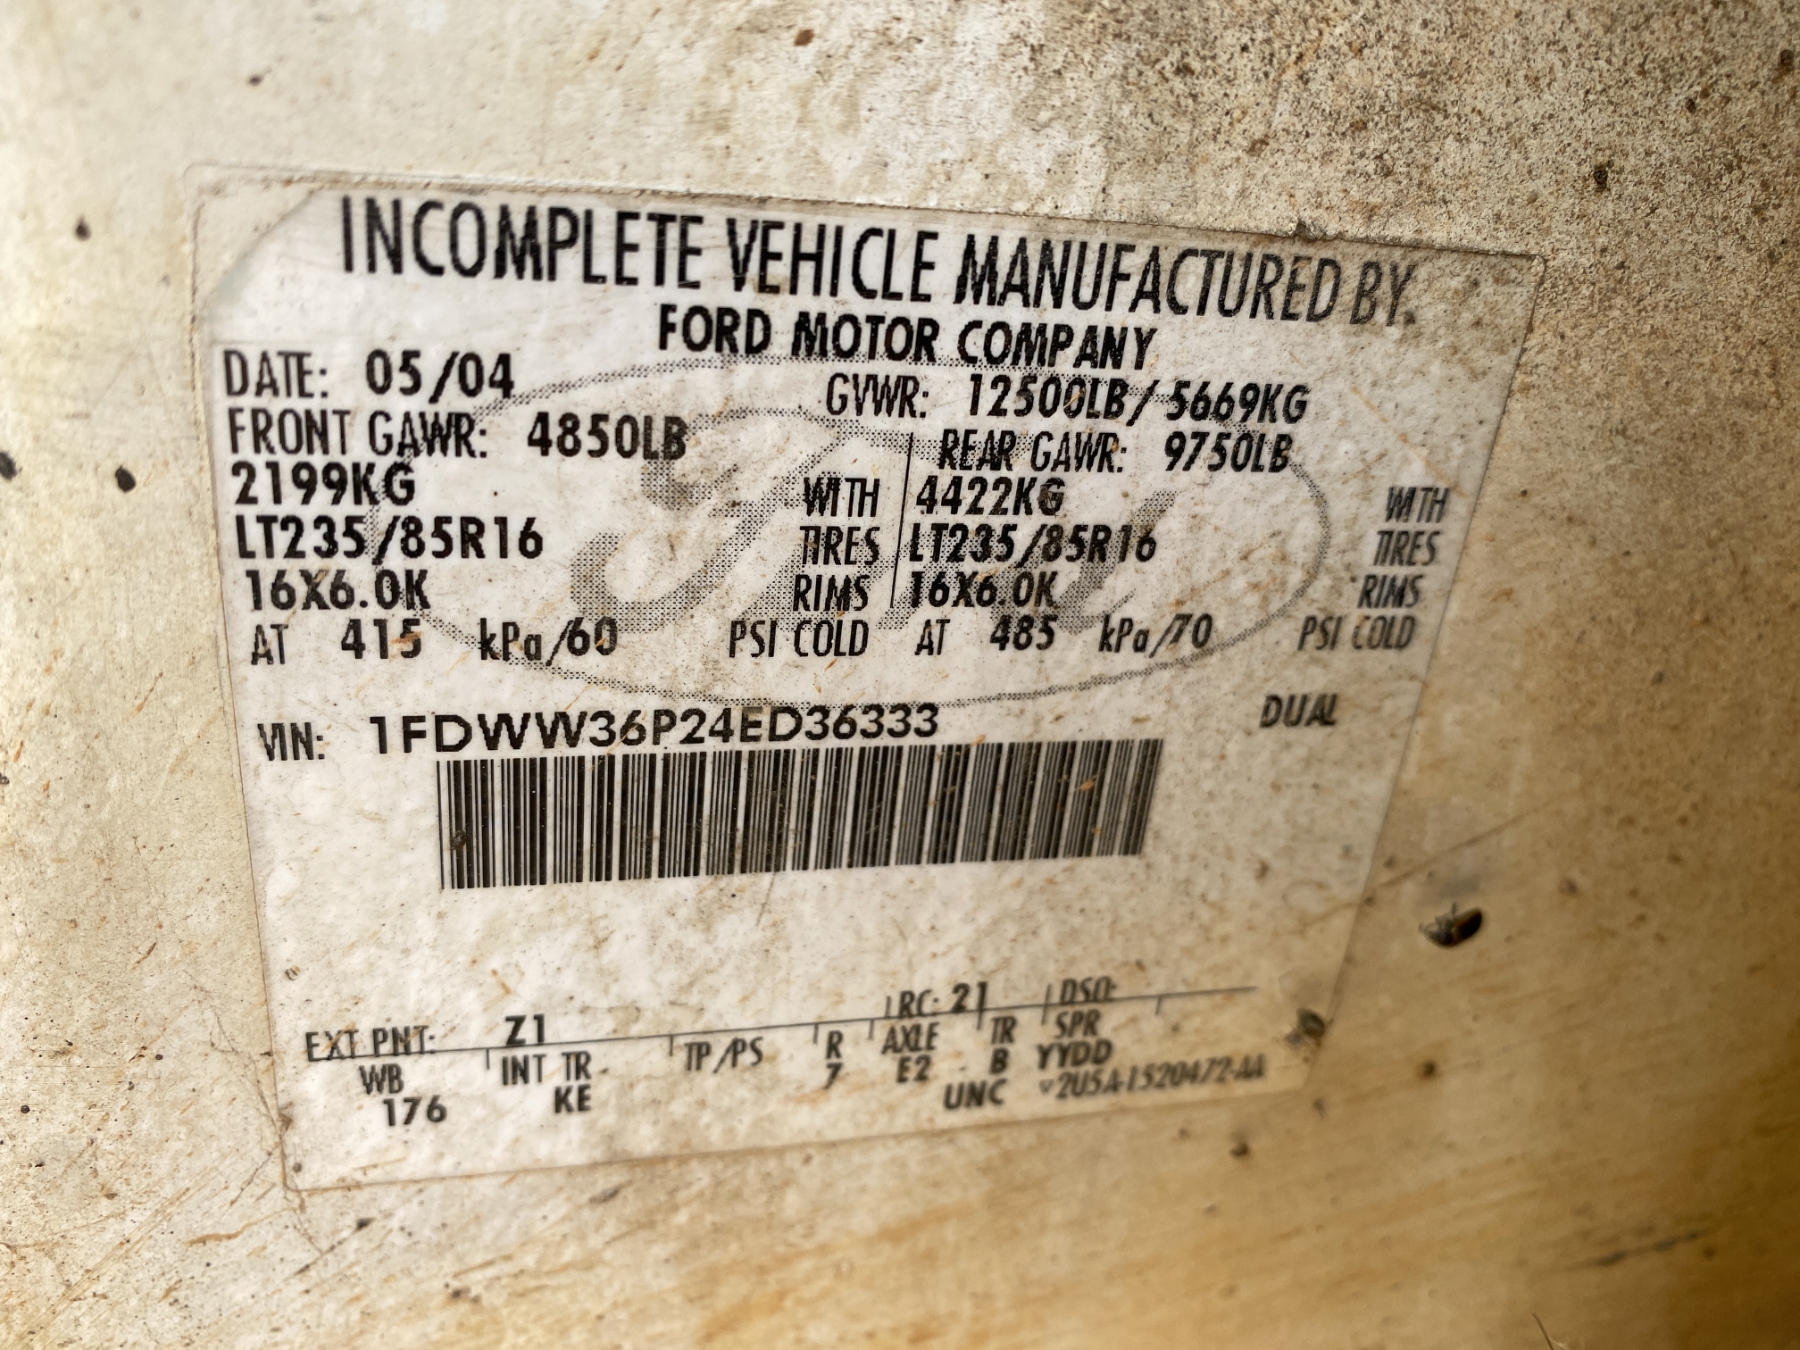 INCOMPLETE VEHICLE MANUFACTURED BY:
FORD MOTOR COMPANY
DATE: 05/04 GVWR: 12500LB/ 5669KG
FRONT GAWR: 4850LB REAR GAWR: 9750LB
2199KG WITH 4422KG WITH
LT235/85R16 TIRES LT235/85R16 TIRES
16X6.0K RIMS 16X6.0K RIMS
AT 415 kPa/60 PSI COLD AT 485 kPa/70 PSI COLD
VIN: 1FDWW36P24ED36333 DUAL
EXT PNT: Z1 RC: 21 DSO:
WB INT TR TP/PS R AXLE TR SPR
176 KE 7 E2 B YYDD
UNC